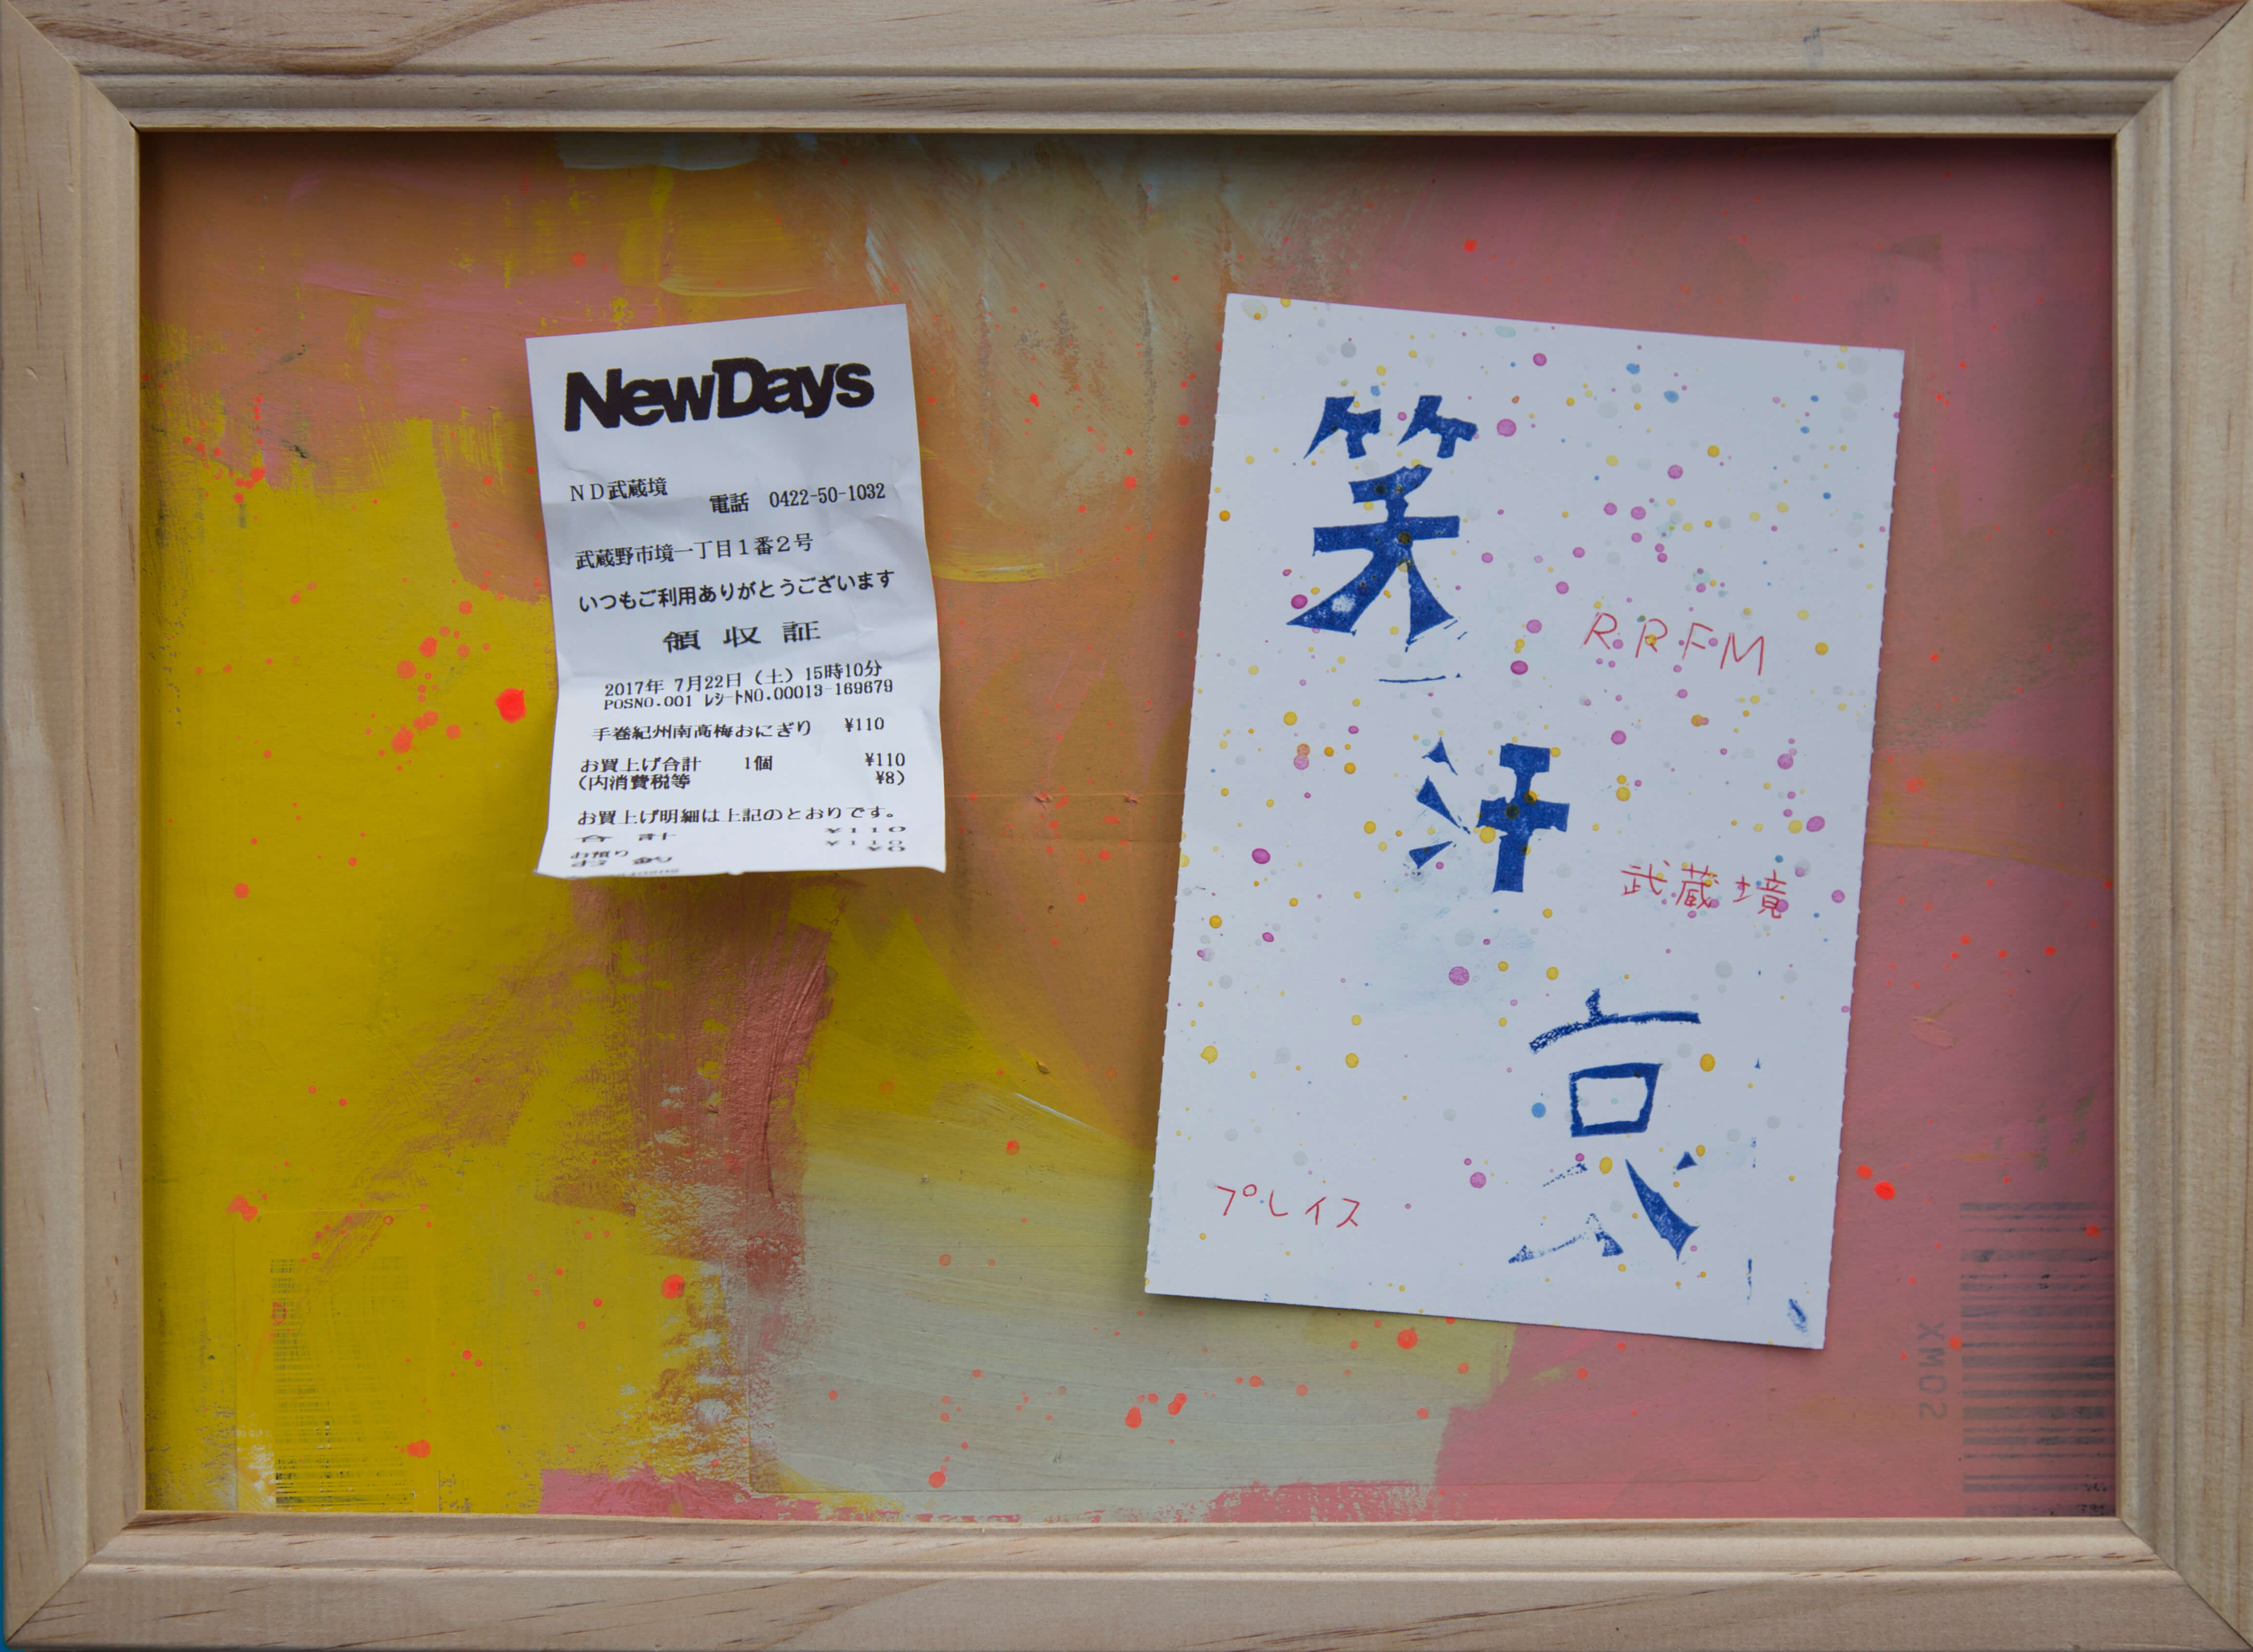 NewDays
ND武蔵境
電話 0422-50-1032
武蔵野市境一丁目1番2号
いつもご利用ありがとうございます
領収証
2017年 7月22日(土)15時10分
POSNO.001 レシートNO.00013-169679
手巻紀州南高梅おにぎり ¥110
お買上げ合計 1個 ¥110
(内消費税等 ¥8)
お買上げ明細は上記のとおりです。
合計 ¥110
お預り ¥110
お釣 ¥0
笑
RRFM
汁
武蔵境
京
プレイス
XM02